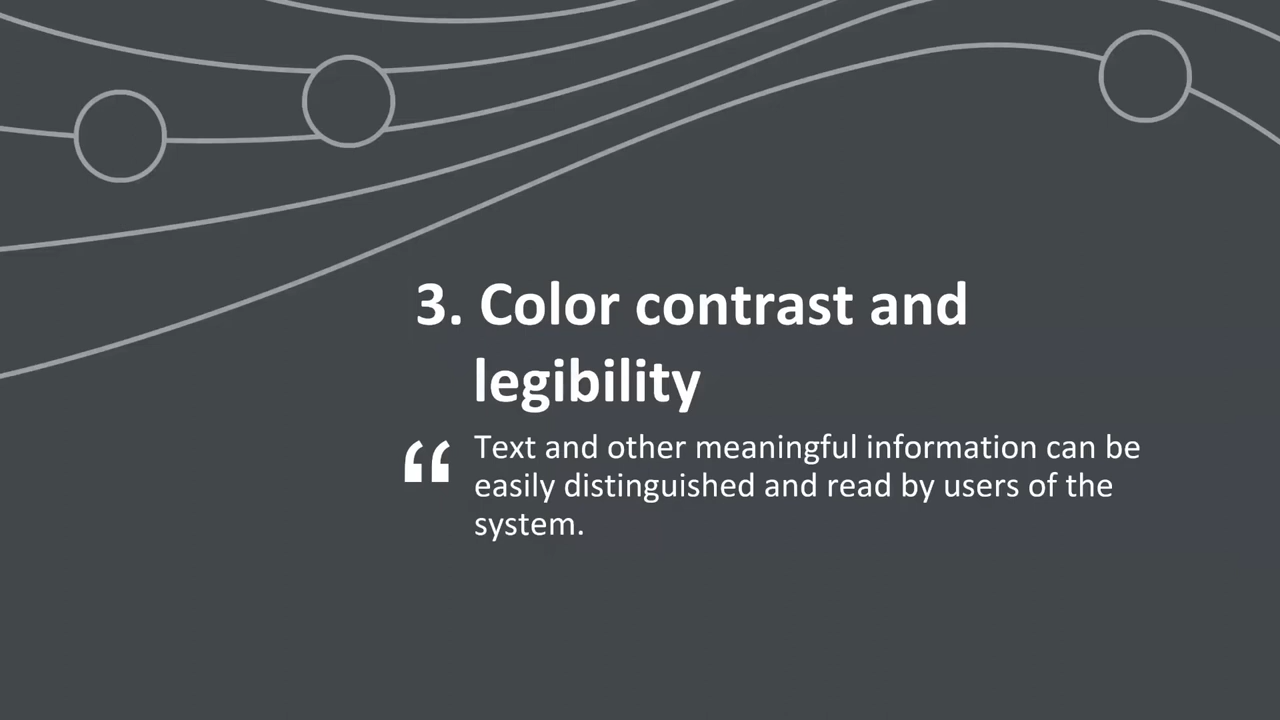 3. Color contrast and
legibility
“ Text and other meaningful information can be
easily distinguished and read by users of the
system.